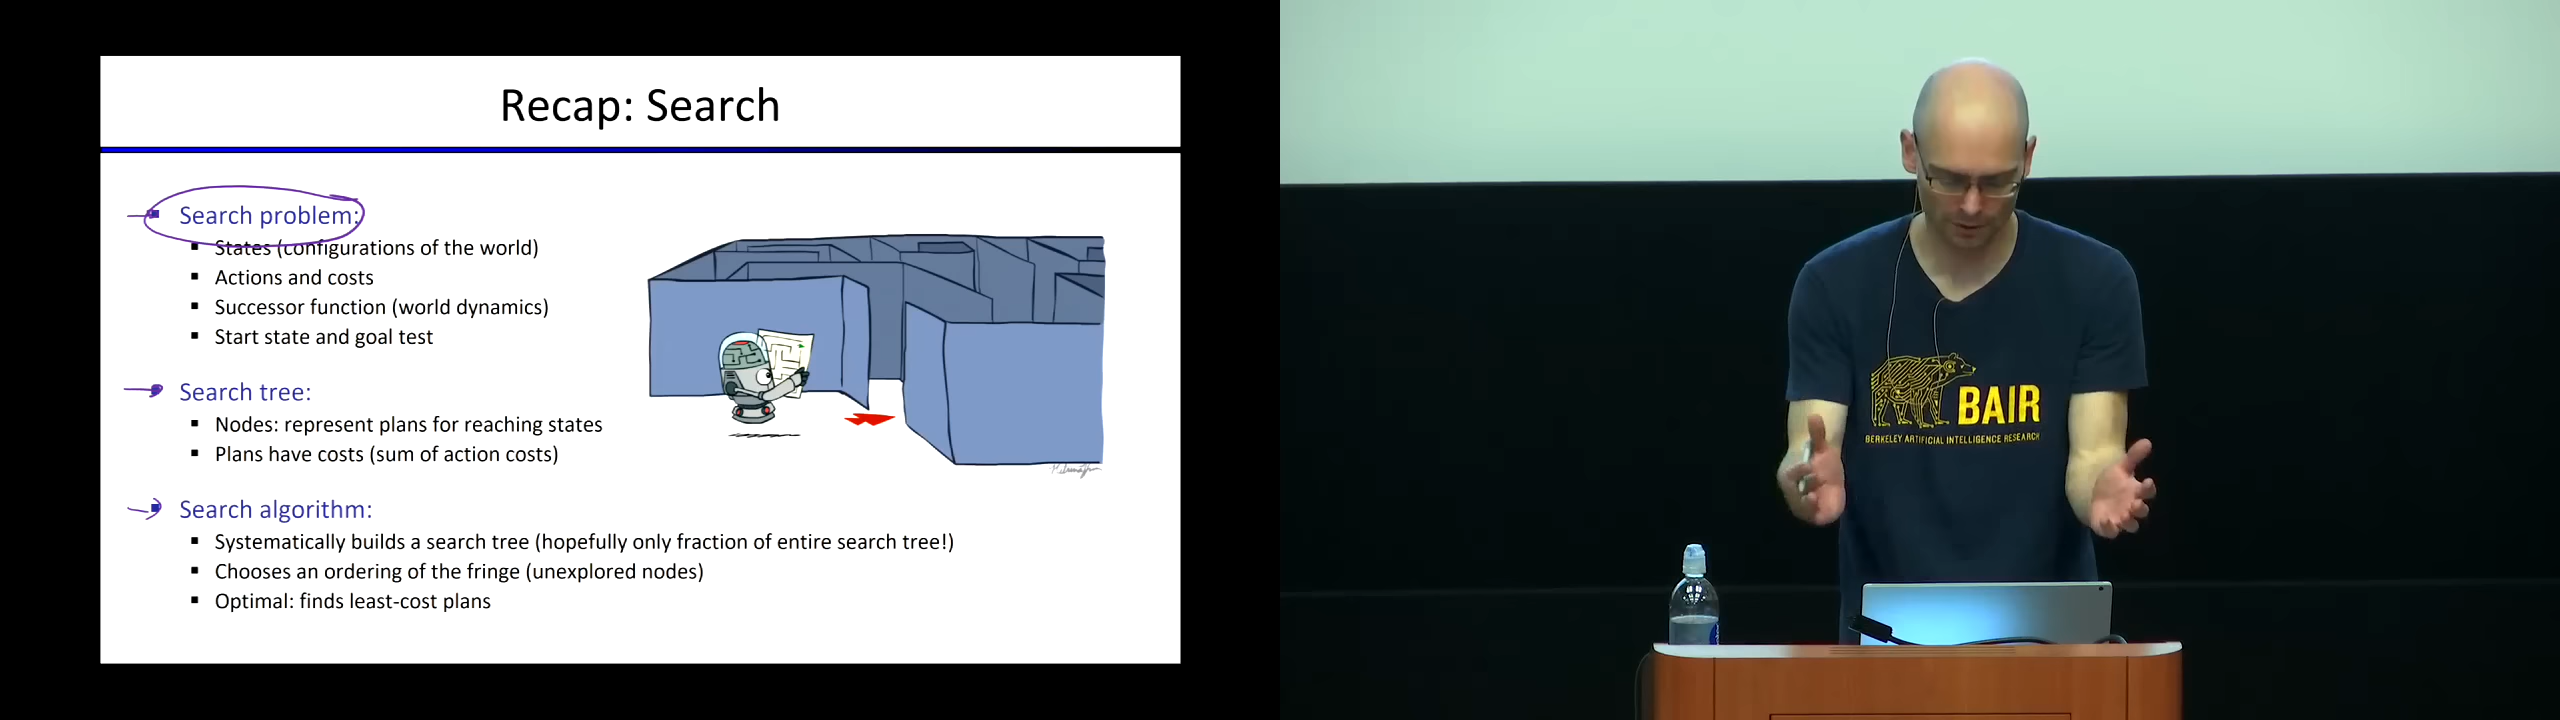 Recap: Search
Search problem:
States (configurations of the world)
Actions and costs
Successor function (world dynamics)
Start state and goal test
Search tree:
Nodes: represent plans for reaching states
Plans have costs (sum of action costs)
Search algorithm:
Systematically builds a search tree (hopefully only fraction of entire search tree!)
Chooses an ordering of the fringe (unexplored nodes)
Optimal: finds least-cost plans
BAIR
BERKELEY ARTIFICIAL INTELLIGENCE RESEARCH